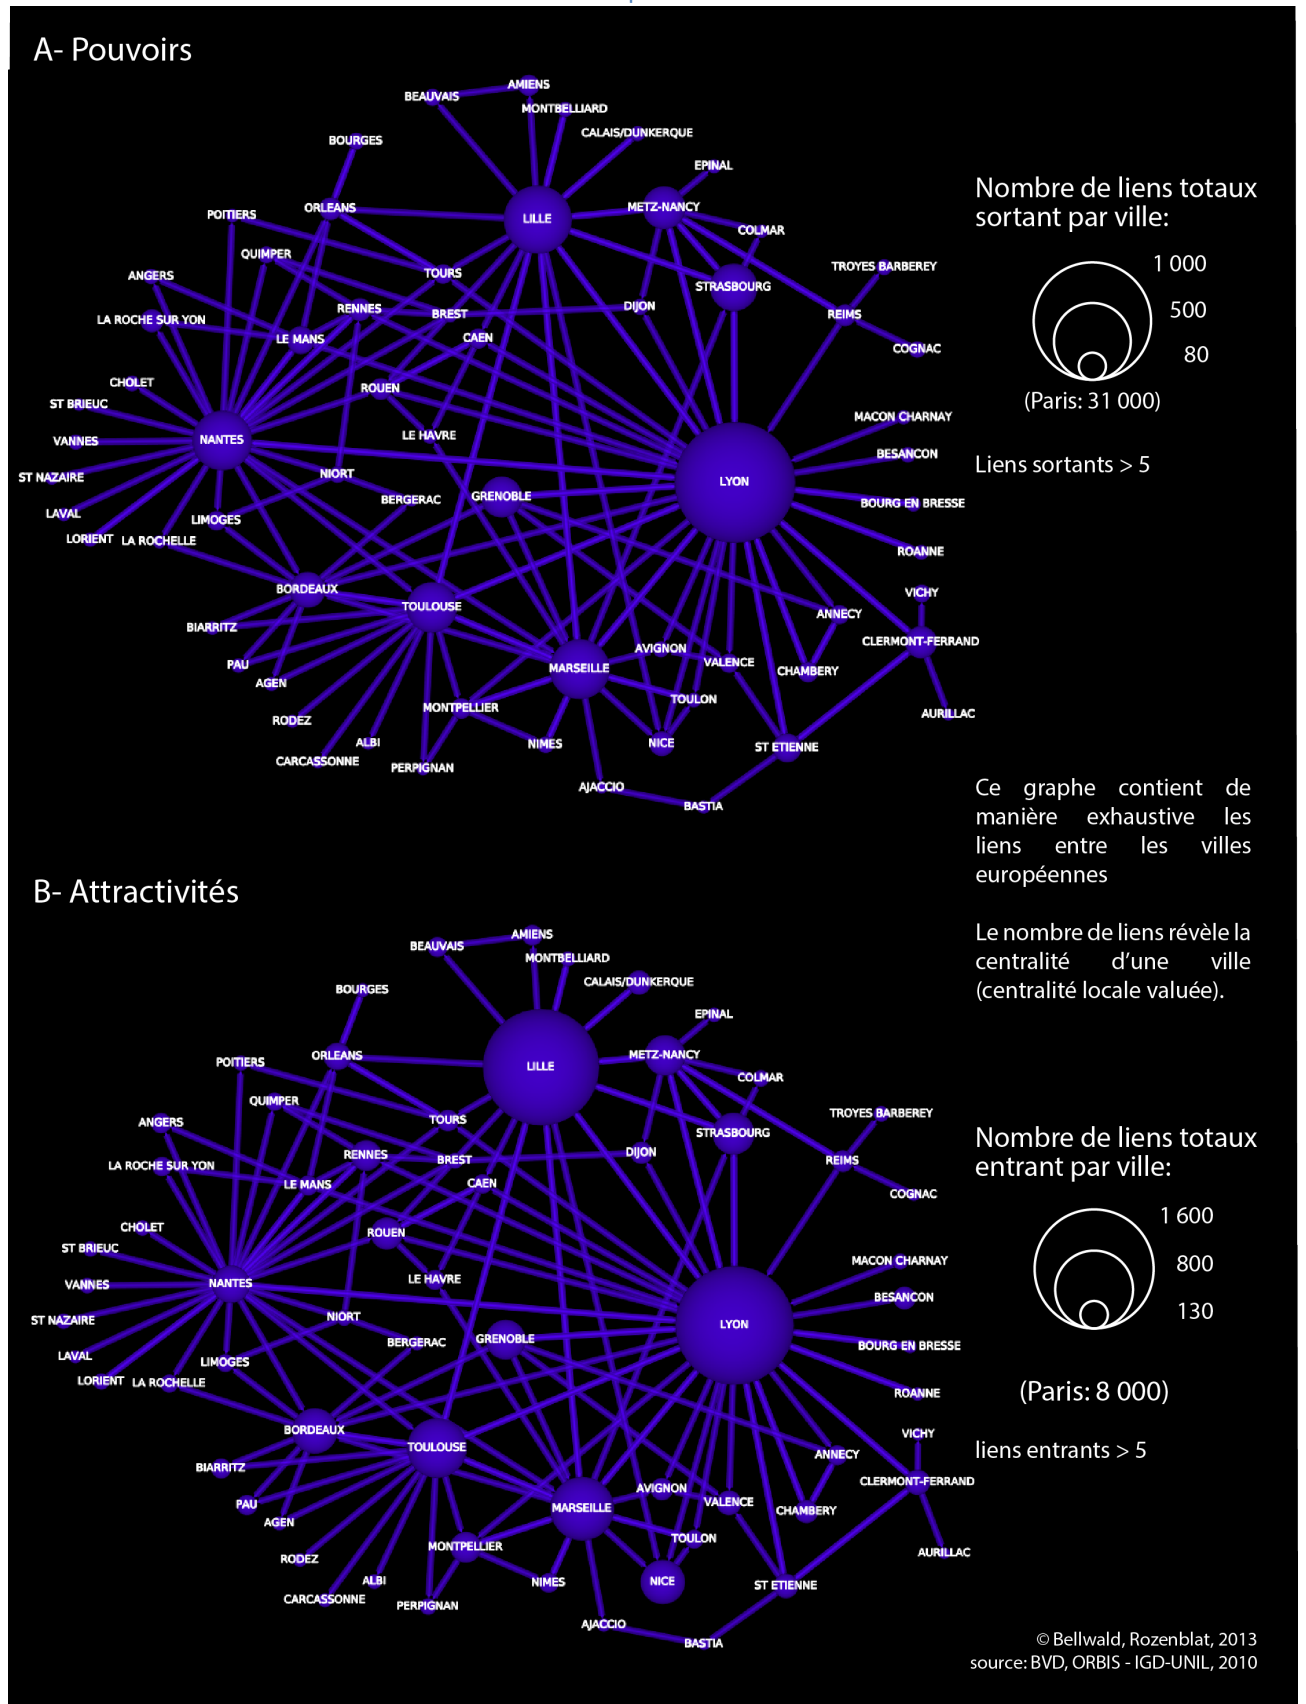 A- Pouvoirs
AMIENS
BEAUVAIS
MONTBELLIARD
CALAIS/DUNKERQUE
BOURGES
EPINAL
ORLEANS
METZ-NANCY
POITIERS
LILLE
COLMAR
QUIMPER
TROYES BARBEREY
ANGERS
TOURS
STRASBOURG
RENNES
BREST
DIJON
REIMS
LA ROCHE SUR YON
LE MANS
CAEN
COGNAC
CHOLET
ROUEN
ST BRIEUC
MACON CHARNAY
VANNES
NANTES
LE HAVRE
BESANCON
ST NAZAIRE
NIORT
LYON
BERGERAC
GRENOBLE
BOURG EN BRESSE
LAVAL
LIMOGES
LORIENT
LA ROCHELLE
ROANNE
BORDEAUX
VICHY
TOULOUSE
ANNECY
BIARRITZ
CLERMONT-FERRAND
PAU
AVIGNON
MARSEILLE
VALENCE
CHAMBERY
AGEN
TOULON
MONTPELLIER
AURILLAC
RODEZ
ALBI
NIMES
NICE
ST ETIENNE
CARCASSONNE
PERPIGNAN
AJACCIO
BASTIA
Nombre de liens totaux
sortant par ville:
1 000
500
80
(Paris: 31 000)
Liens sortants > 5
Ce graphe contient de
manière exhaustive les
liens entre les villes
européennes
Le nombre de liens révèle la
centralité d’une ville
(centralité locale valuée).
B- Attractivités
AMIENS
BEAUVAIS
MONTBELLIARD
CALAIS/DUNKERQUE
BOURGES
EPINAL
ORLEANS
METZ-NANCY
POITIERS
LILLE
COLMAR
QUIMPER
TROYES BARBEREY
ANGERS
TOURS
STRASBOURG
RENNES
BREST
DIJON
REIMS
LA ROCHE SUR YON
LE MANS
CAEN
COGNAC
CHOLET
ROUEN
ST BRIEUC
MACON CHARNAY
VANNES
NANTES
LE HAVRE
BESANCON
ST NAZAIRE
NIORT
LYON
BERGERAC
GRENOBLE
BOURG EN BRESSE
LAVAL
LIMOGES
LORIENT
LA ROCHELLE
ROANNE
BORDEAUX
VICHY
TOULOUSE
ANNECY
BIARRITZ
CLERMONT-FERRAND
PAU
AVIGNON
MARSEILLE
VALENCE
CHAMBERY
AGEN
TOULON
MONTPELLIER
AURILLAC
RODEZ
ALBI
NIMES
NICE
ST ETIENNE
CARCASSONNE
PERPIGNAN
AJACCIO
BASTIA
Nombre de liens totaux
entrant par ville:
1 600
800
130
(Paris: 8 000)
liens entrants > 5
© Bellwald, Rozenblat, 2013
source: BVD, ORBIS - IGD-UNIL, 2010